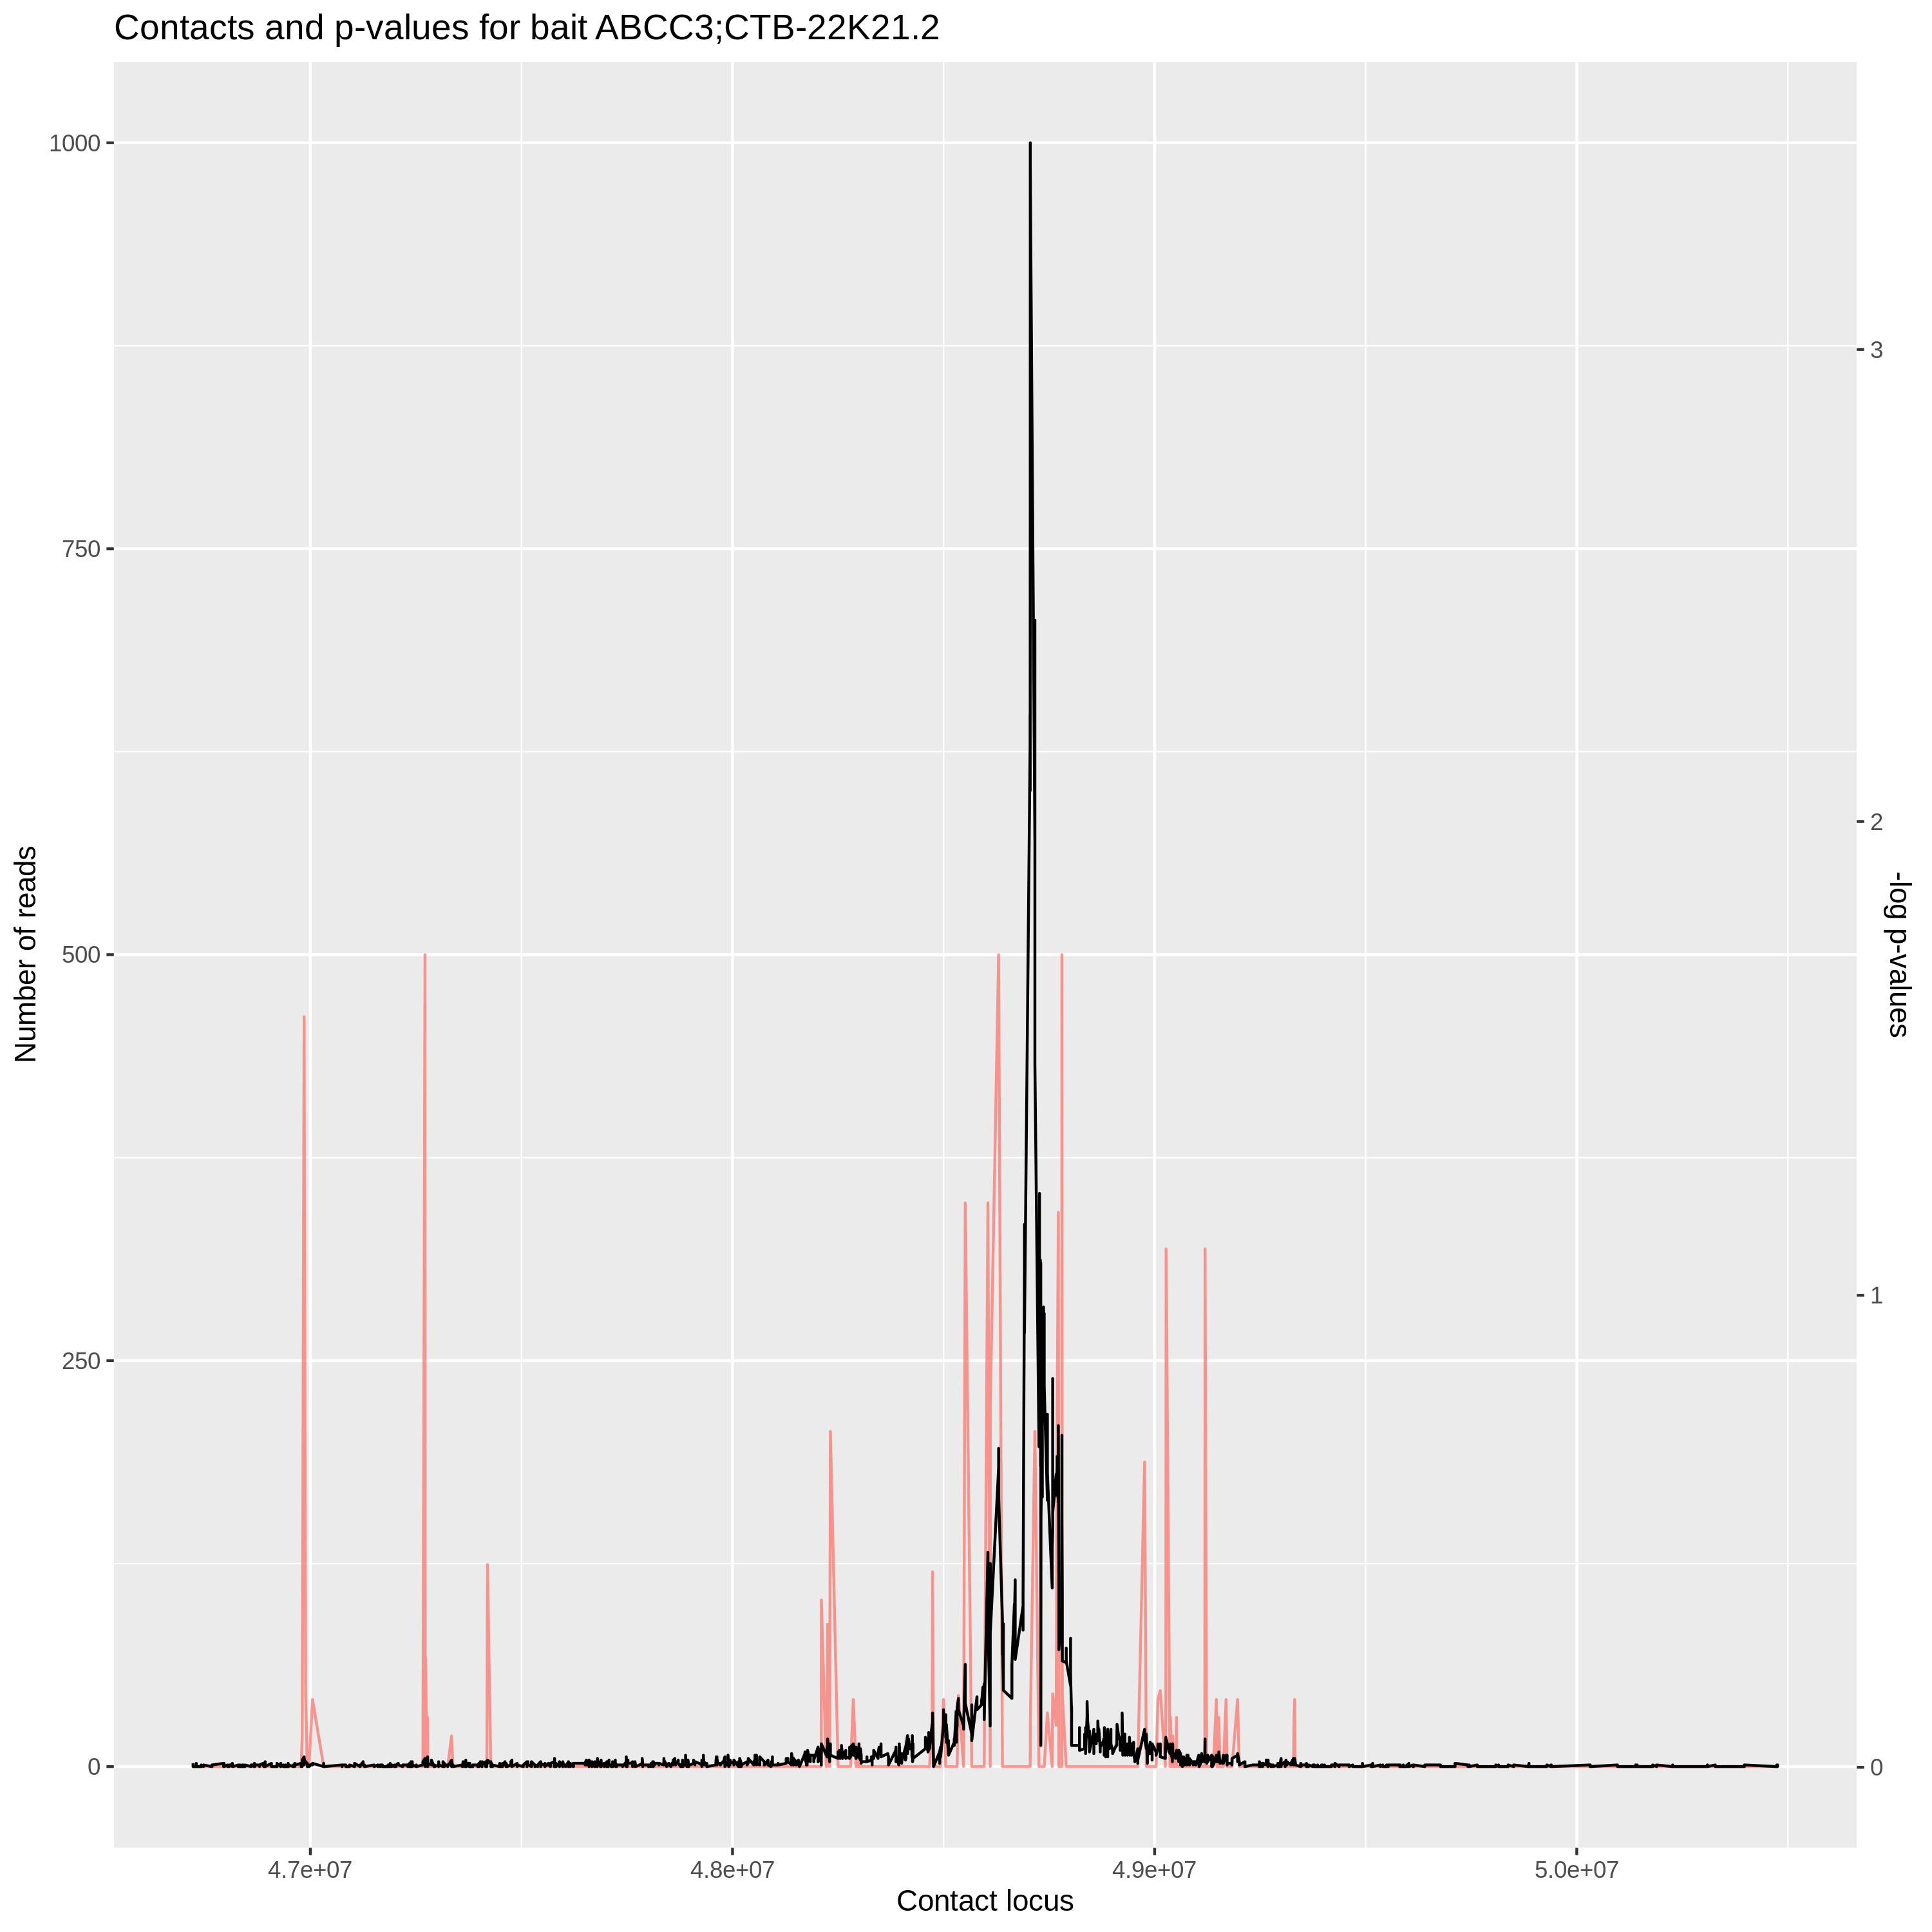 Contacts and p-values for bait ABCC3;CTB-22K21.2
1000
750
500
250
0
Number of reads
3
2
1
0
-log p-values
4.7e+07
4.8e+07
4.9e+07
5.0e+07
Contact locus